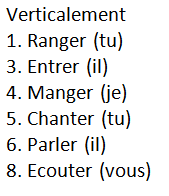 Verticalement
1. Ranger (tu)
3. Entrer (il)
4. Manger (je)
5. Chanter (tu)
6. Parler (il)
8. Ecouter (vous)